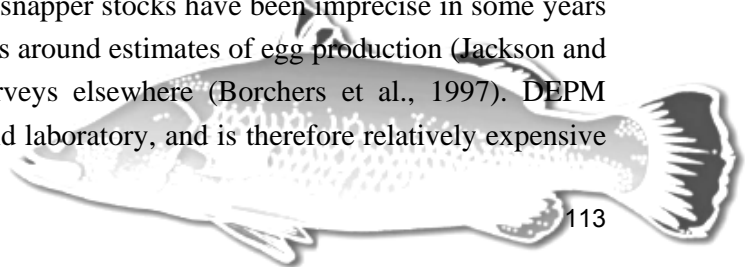 snapper stocks have been imprecise in some years
s around estimates of egg production (Jackson and
rveys elsewhere (Borchers et al., 1997). DEPM
d laboratory, and is therefore relatively expensive
113